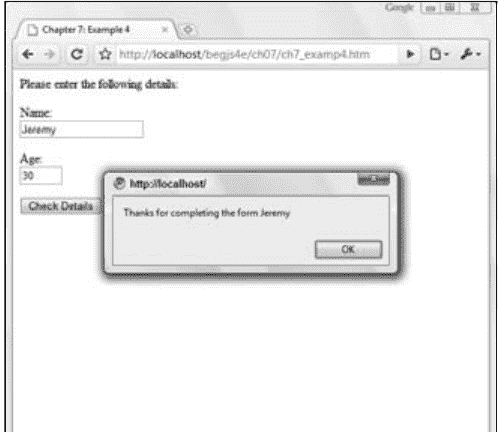 Google
Chapter 7: Example 4
http://localhost/begjs4e/ch07/ch7_examp4.htm
Please enter the following details:
Name:
Jeremy
Age:
30
Check Details
http://localhost/
Thanks for completing the form Jeremy
OK